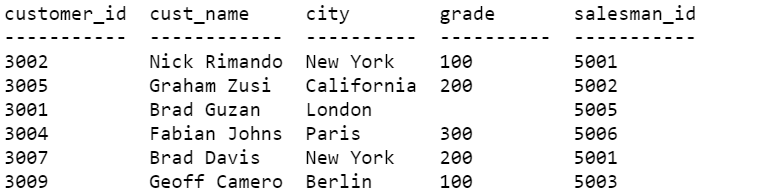 customer_id  cust_name    city        grade      salesman_id
-----------  ------------  ----------  ----------  -----------
3002         Nick Rimando  New York    100         5001
3005         Graham Zusi   California  200         5002
3001         Brad Guzan    London                  5005
3004         Fabian Johns  Paris       300         5006
3007         Brad Davis    New York    200         5001
3009         Geoff Camero  Berlin      100         5003